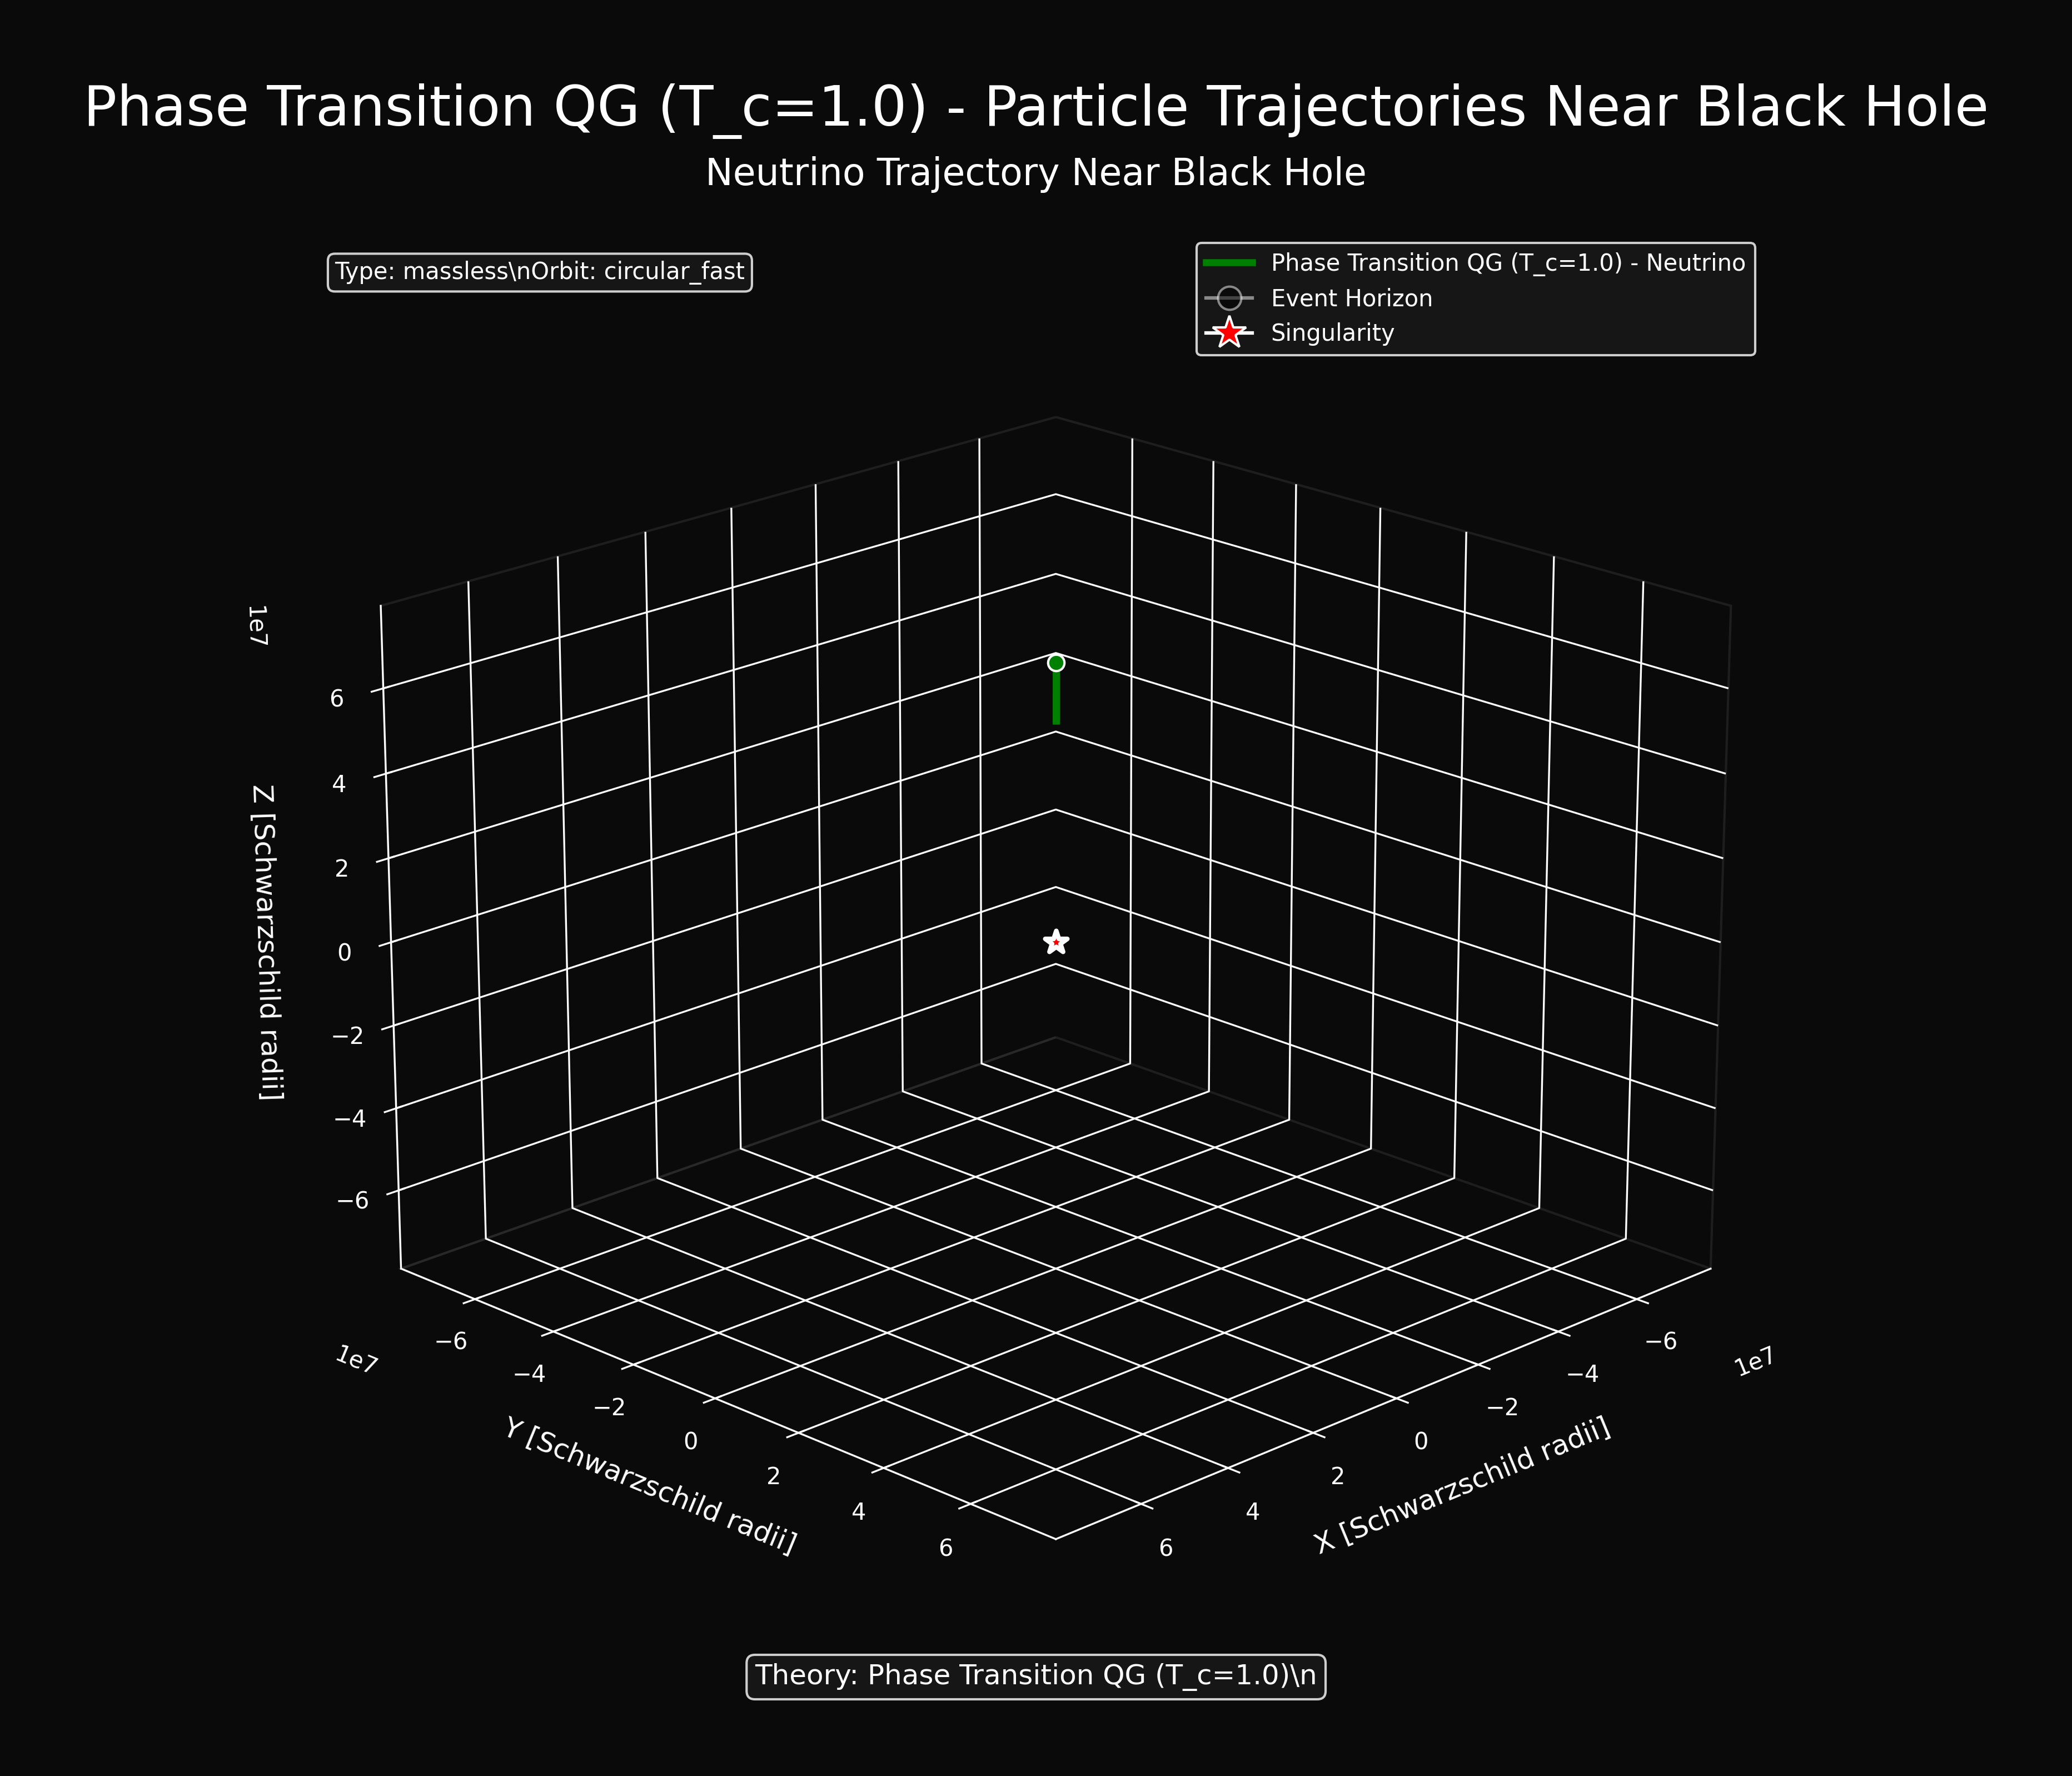 Phase Transition QG (T_c=1.0) - Particle Trajectories Near Black Hole
Neutrino Trajectory Near Black Hole
Type: massless\nOrbit: circular_fast
Phase Transition QG (T_c=1.0) - Neutrino
Event Horizon
Singularity
1e7
6
4
2
0
−2
−4
−6
Z [Schwarzschild radii]
1e7
−6
−4
−2
0
2
4
6
Y [Schwarzschild radii]
1e7
−6
−4
−2
0
2
4
6
X [Schwarzschild radii]
Theory: Phase Transition QG (T_c=1.0)\n